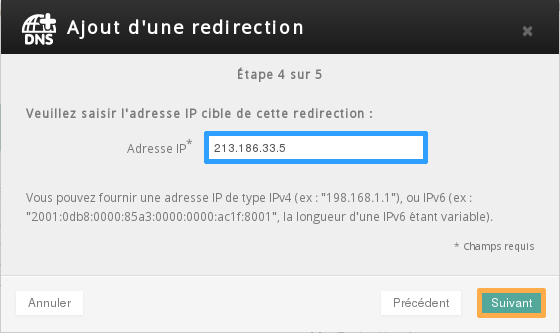 DNS
Ajout d'une redirection
Étape 4 sur 5
Veuillez saisir l'adresse IP cible de cette redirection :
Adresse IP* 213.186.33.5
Vous pouvez fournir une adresse IP de type IPv4 (ex : "198.168.1.1"), ou IPv6 (ex :
"2001:0db8:0000:85a3:0000:0000:ac1f:8001", la longueur d'une IPv6 étant variable).
* Champs requis
Annuler Précédent Suivant